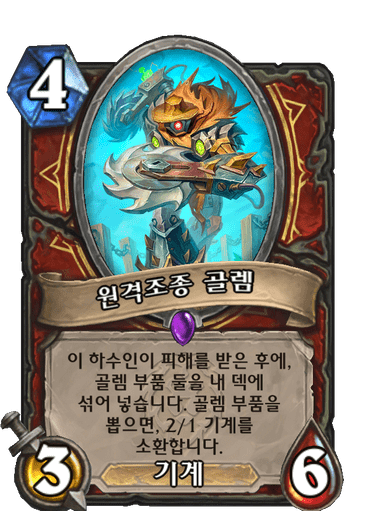 4
원격조종 골렘
이 하수인이 피해를 받은 후에,
골렘 부품 둘을 내 덱에
섞어 넣습니다. 골렘 부품을
뽑으면, 2/1 기계를
소환합니다.
3
기계
6